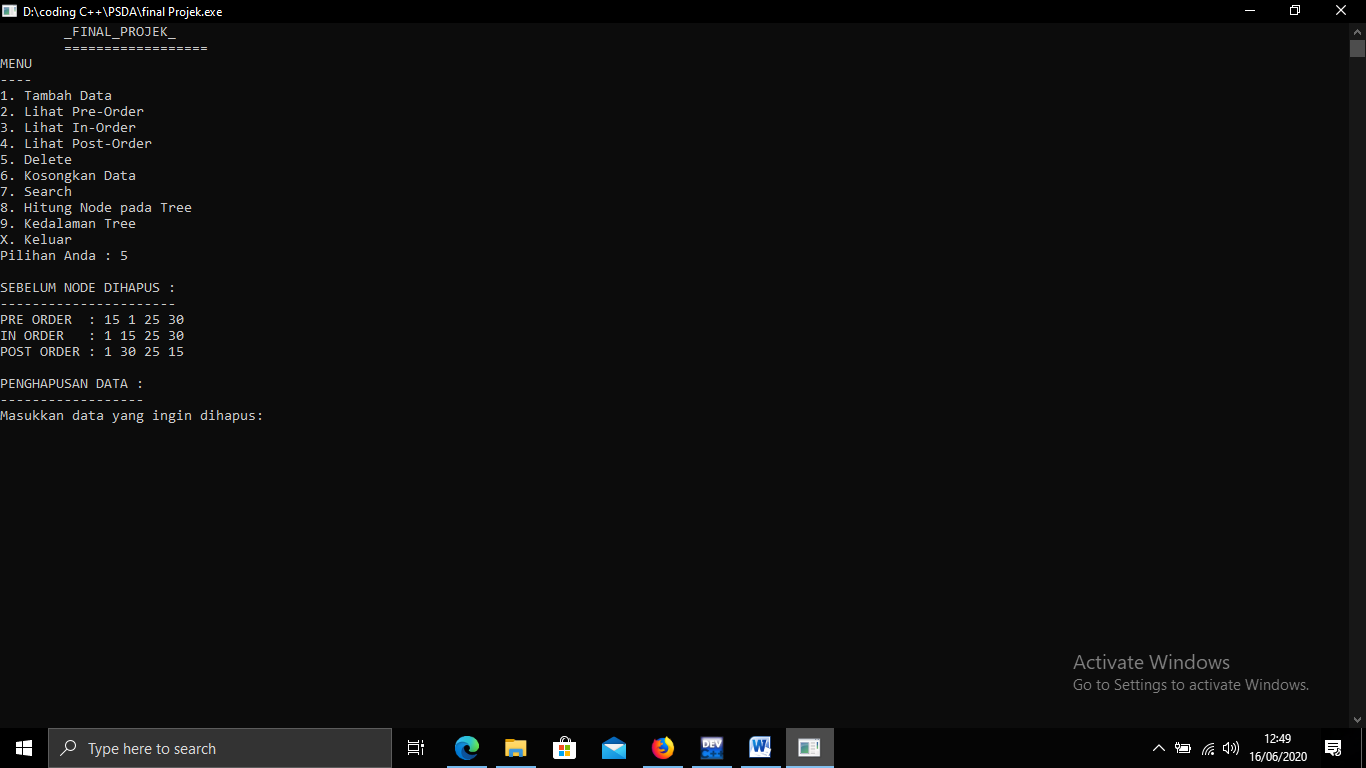 D:\coding C++\PSDA\final Projek.exe
_FINAL_PROJEK_
==================
MENU
----
1. Tambah Data
2. Lihat Pre-Order
3. Lihat In-Order
4. Lihat Post-Order
5. Delete
6. Kosongkan Data
7. Search
8. Hitung Node pada Tree
9. Kedalaman Tree
X. Keluar
Pilihan Anda : 5
SEBELUM NODE DIHAPUS :
----------------------
PRE ORDER  : 15 1 25 30
IN ORDER   : 1 15 25 30
POST ORDER : 1 30 25 15
PENGHAPUSAN DATA :
------------------
Masukkan data yang ingin dihapus:
Activate Windows
Go to Settings to activate Windows.
Type here to search
DEV
C++
W
12:49
16/06/2020